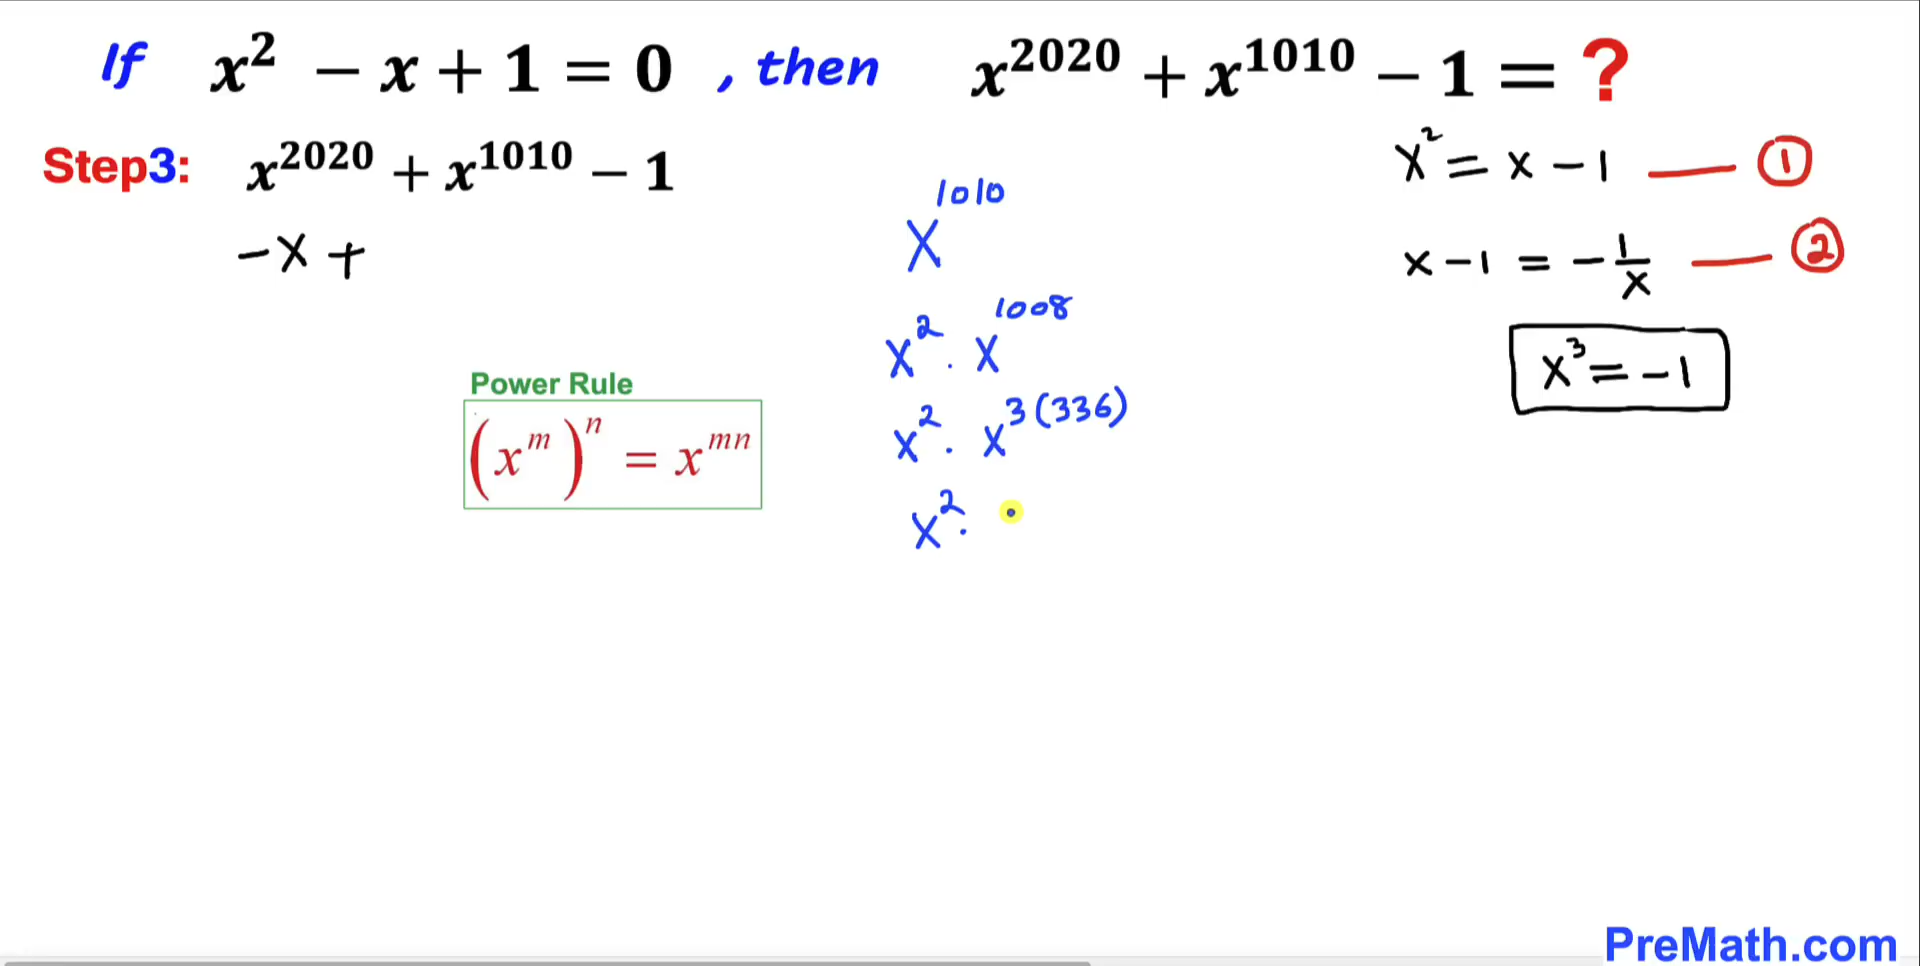 If x² − x + 1 = 0 , then x²⁰²⁰ + x¹⁰¹⁰ − 1 = ?
Step3: x²⁰²⁰ + x¹⁰¹⁰ − 1
-x +
x¹⁰¹⁰
x² . x¹⁰⁰⁸
x² . x³⁽³³⁶⁾
x² .
Power Rule
(xᵐ)ⁿ = xᵐⁿ
x² = x − 1 — ①
x − 1 = − 1/x — ②
x³ = − 1
PreMath.com